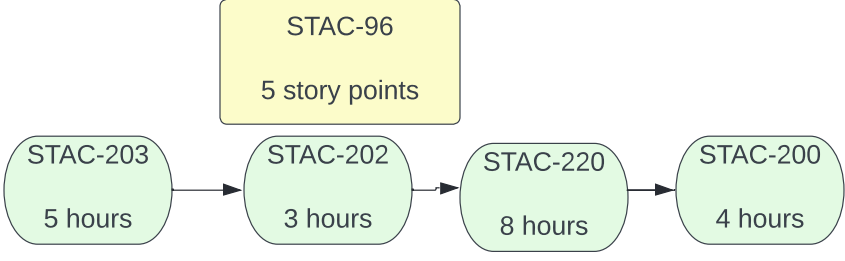 STAC-96
5 story points
STAC-203
5 hours
STAC-202
3 hours
STAC-220
8 hours
STAC-200
4 hours